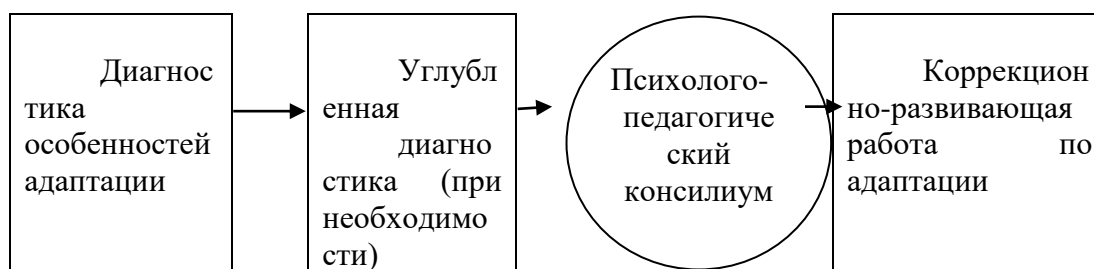 Диагнос
тика
особенностей
адаптации
Углубл
енная
диагно
стика (при
необходимо
сти)
Психолого-
педагогиче
ский
консилиум
Коррекцион
но-развивающая
работа по
адаптации